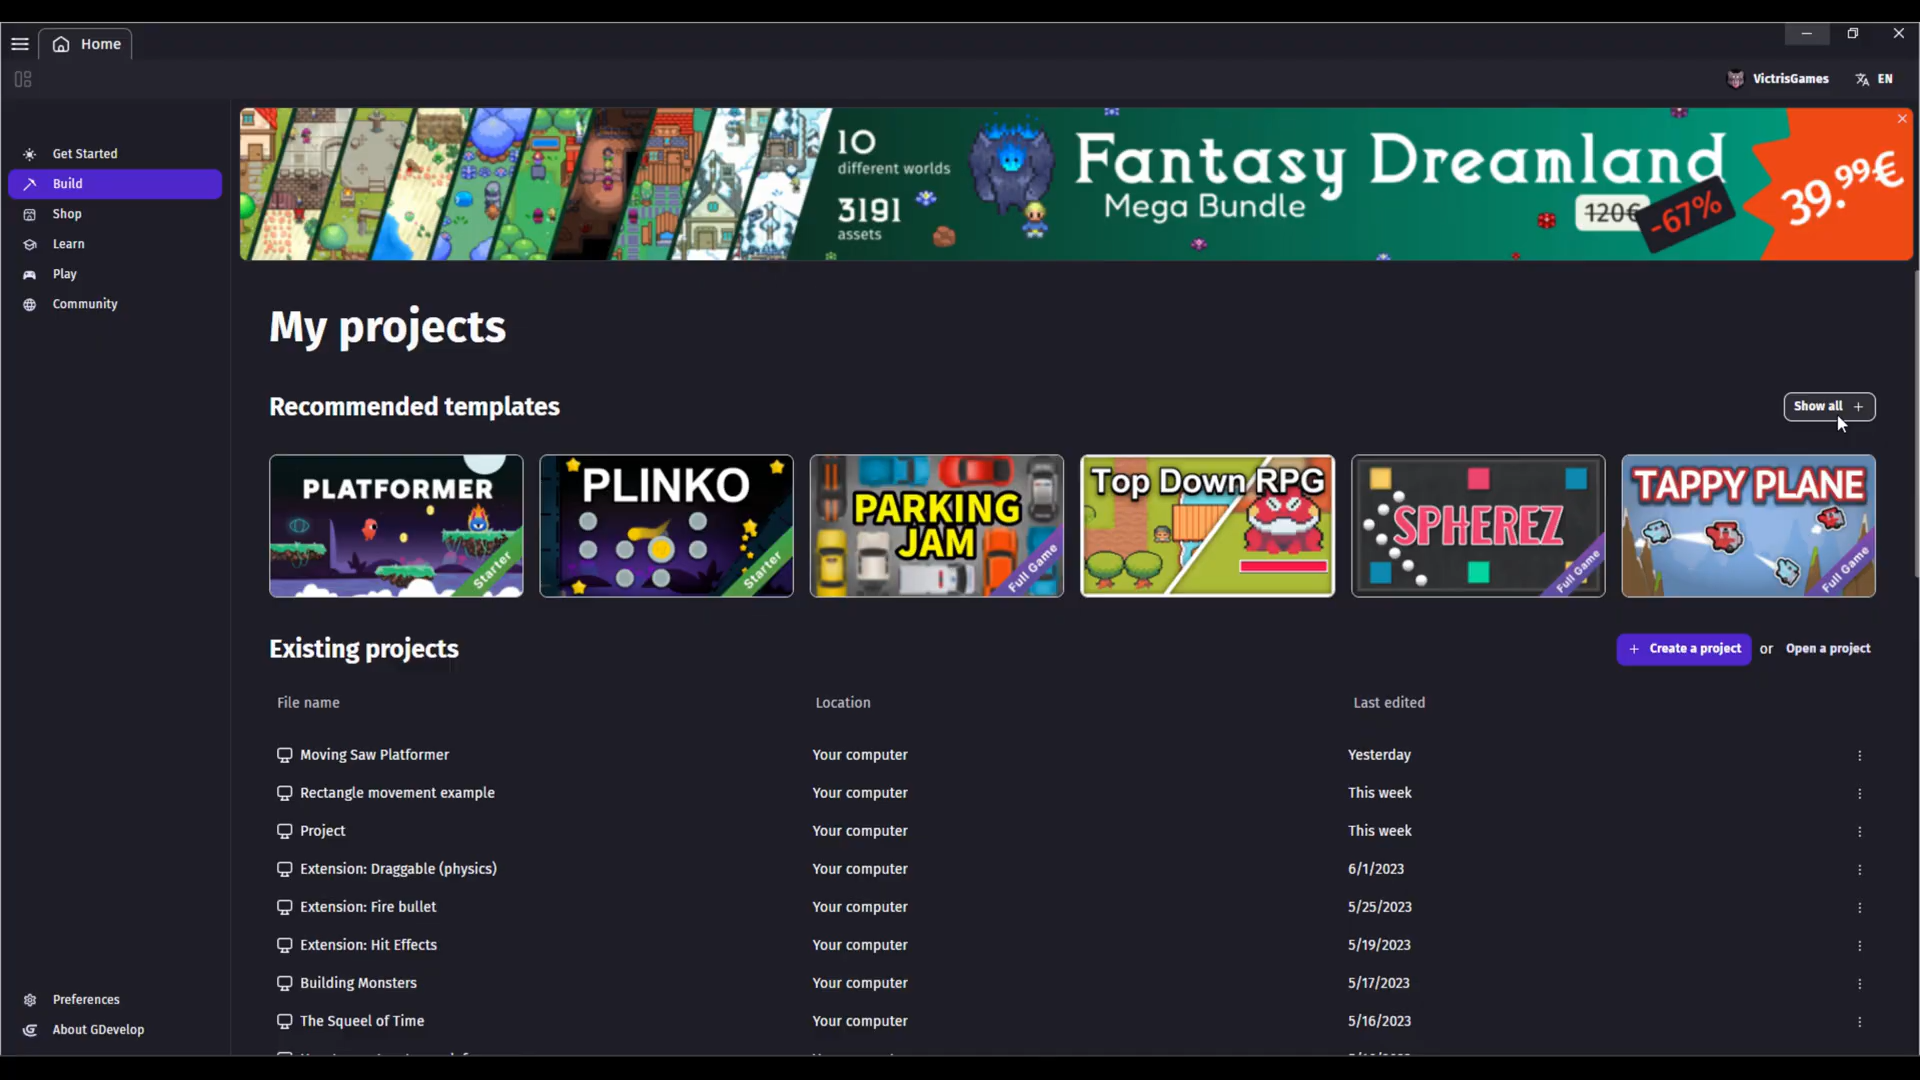 Home
VictrisGames
EN
Get Started
Build
Shop
Learn
Play
Community
Preferences
About GDevelop
10
different worlds
3191
assets
Fantasy Dreamland
Mega Bundle
120€
-67%
39.99€
My projects
Recommended templates
Show all +
PLATFORMER
Starter
PLINKO
Starter
PARKING
JAM
Full Game
Top Down RPG
SPHEREZ
Full Game
TAPPY PLANE
Full Game
Existing projects
+ Create a project or Open a project
File name Location Last edited
Moving Saw Platformer Your computer Yesterday
Rectangle movement example Your computer This week
Project Your computer This week
Extension: Draggable (physics) Your computer 6/1/2023
Extension: Fire bullet Your computer 5/25/2023
Extension: Hit Effects Your computer 5/19/2023
Building Monsters Your computer 5/17/2023
The Squeel of Time Your computer 5/16/2023